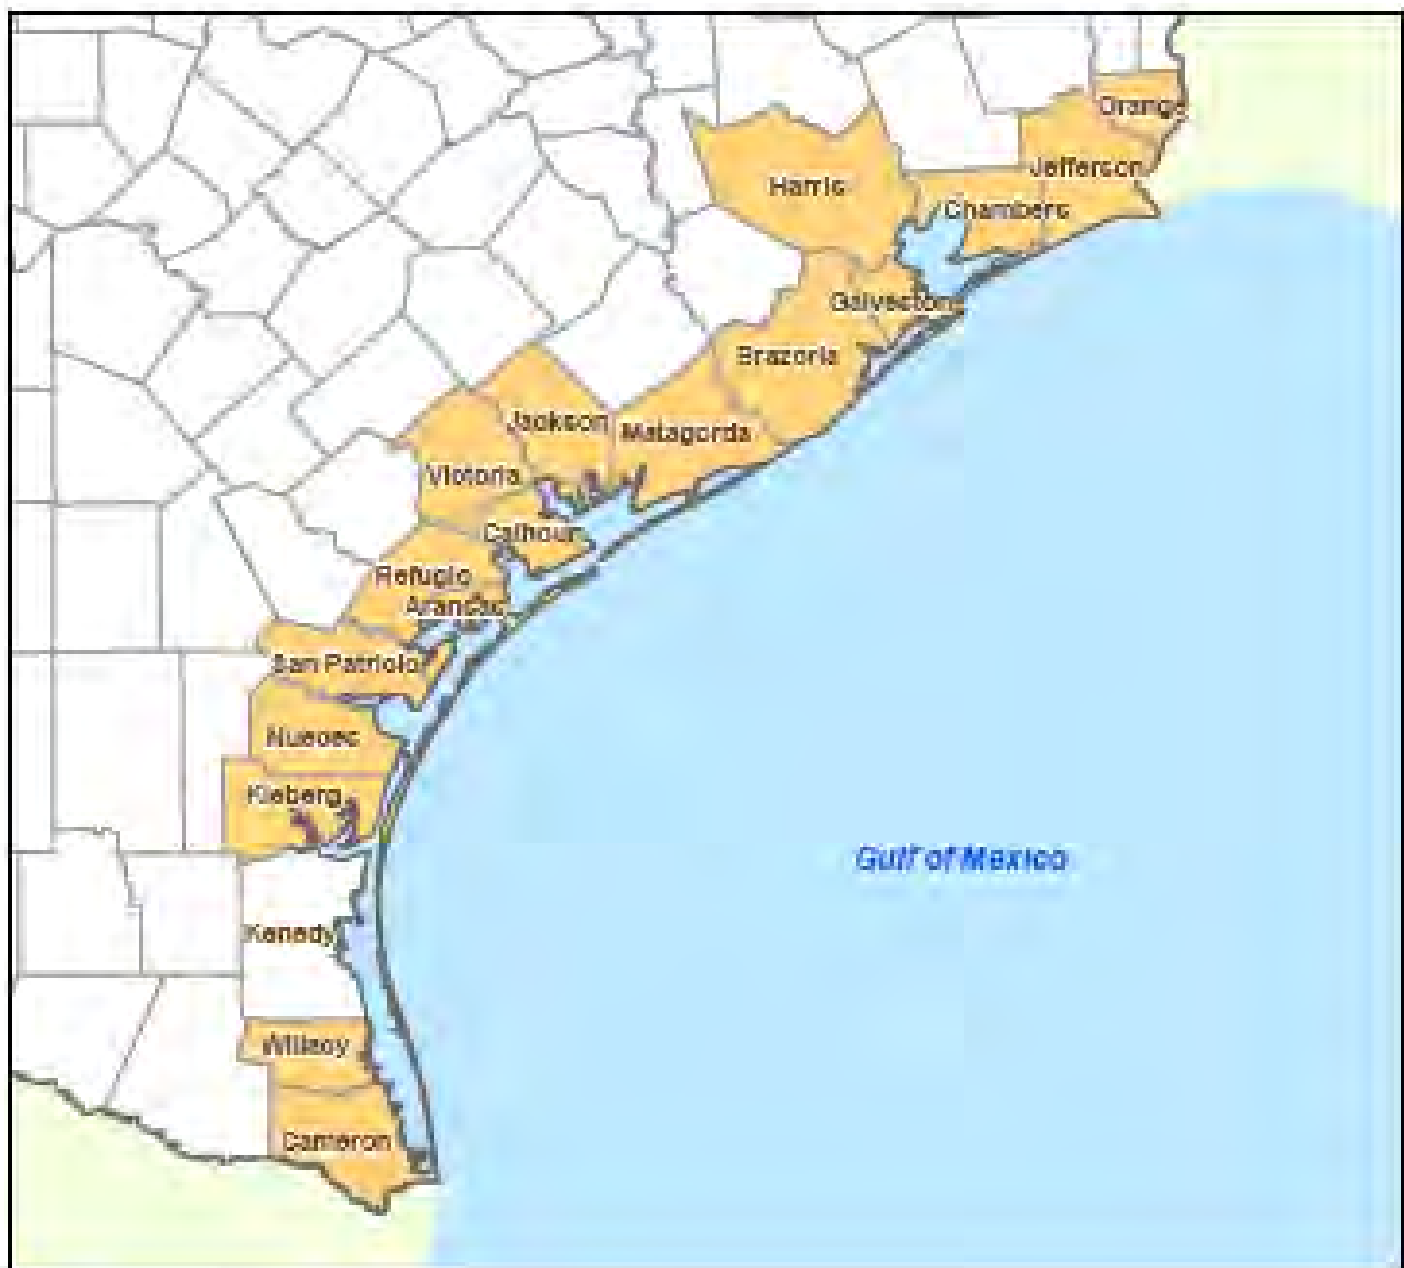 Orange
Jefferson
Harris
Chambers
Galveston
Brazoria
Jackson
Matagorda
Victoria
Calhoun
Refugio
Aransas
San Patricio
Nueces
Kleberg
Gulf of Mexico
Kenedy
Willacy
Cameron